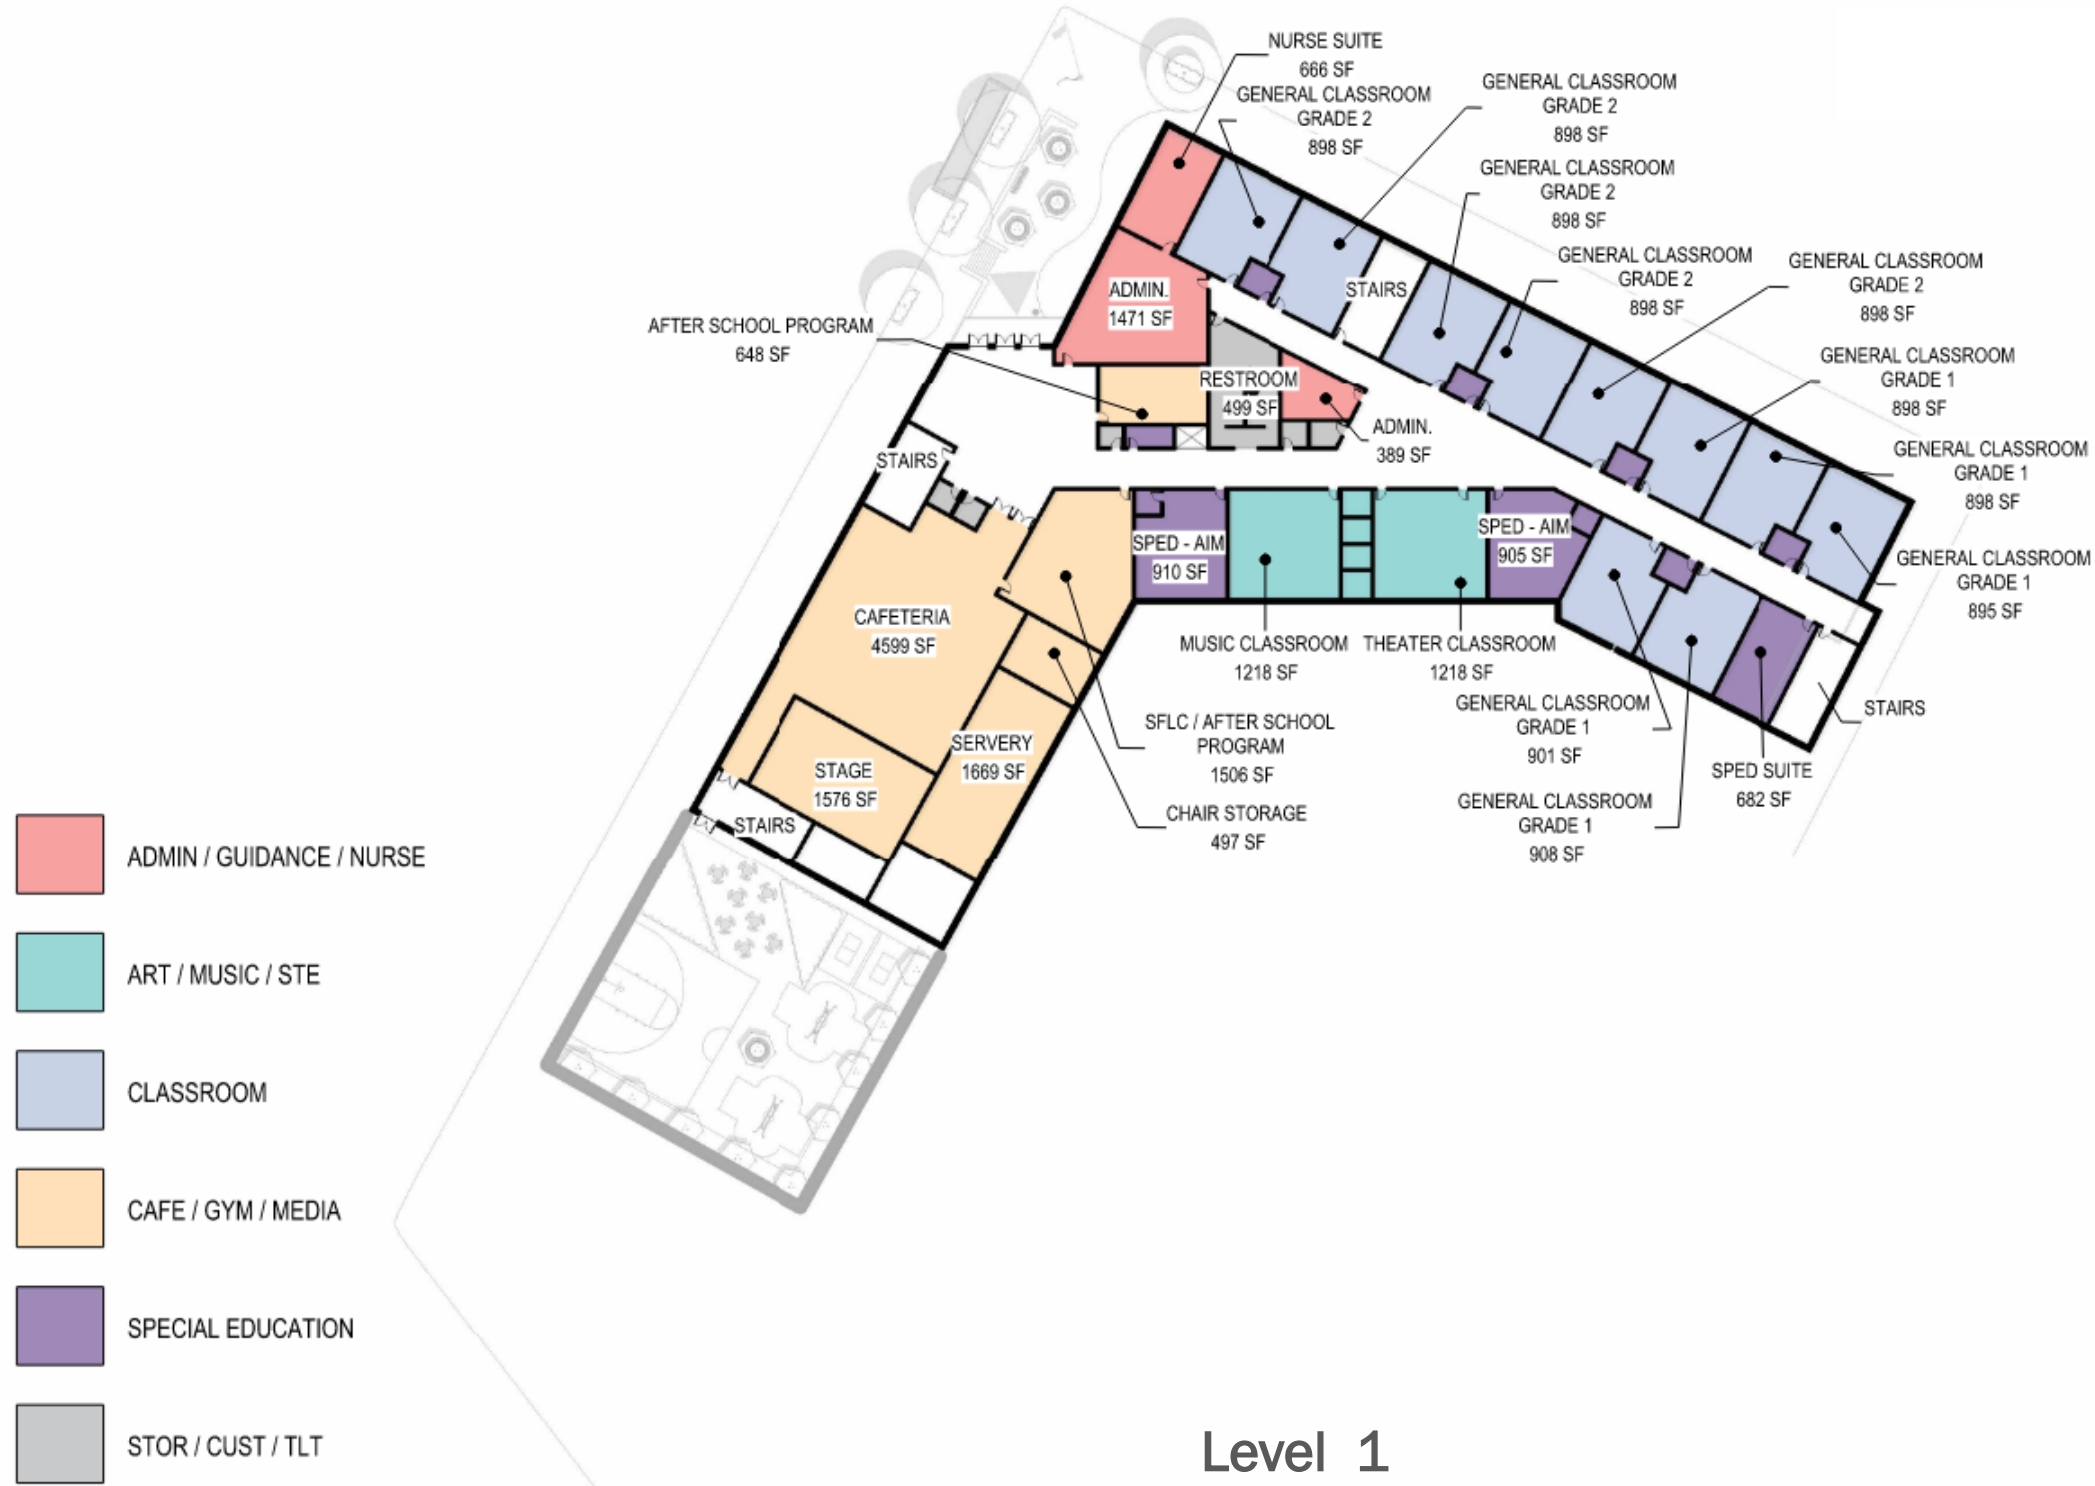 NURSE SUITE
666 SF
GENERAL CLASSROOM
GRADE 2
898 SF
GENERAL CLASSROOM
GRADE 2
898 SF
GENERAL CLASSROOM
GRADE 2
898 SF
GENERAL CLASSROOM
GRADE 2
898 SF
GENERAL CLASSROOM
GRADE 2
898 SF
GENERAL CLASSROOM
GRADE 1
898 SF
GENERAL CLASSROOM
GRADE 1
898 SF
GENERAL CLASSROOM
GRADE 1
895 SF
STAIRS
ADMIN.
1471 SF
AFTER SCHOOL PROGRAM
648 SF
RESTROOM
499 SF
ADMIN.
389 SF
STAIRS
SPED - AIM
910 SF
SPED - AIM
905 SF
CAFETERIA
4599 SF
MUSIC CLASSROOM
1218 SF
THEATER CLASSROOM
1218 SF
GENERAL CLASSROOM
GRADE 1
901 SF
STAIRS
SFLC / AFTER SCHOOL
PROGRAM
1506 SF
SERVERY
1669 SF
STAGE
1576 SF
SPED SUITE
682 SF
GENERAL CLASSROOM
GRADE 1
908 SF
CHAIR STORAGE
497 SF
STAIRS
ADMIN / GUIDANCE / NURSE
ART / MUSIC / STE
CLASSROOM
CAFE / GYM / MEDIA
SPECIAL EDUCATION
STOR / CUST / TLT
Level 1